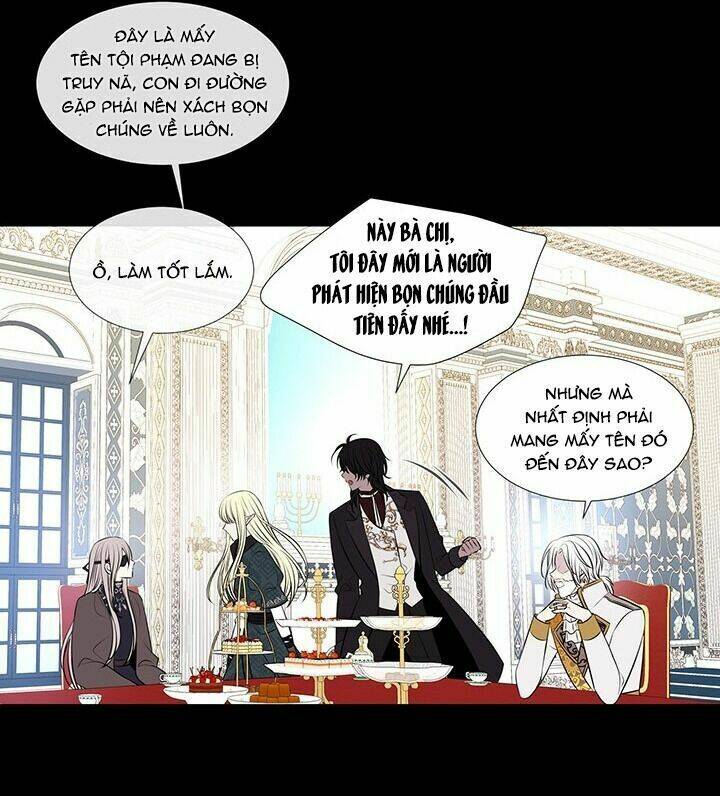 ĐÂY LÀ MẤY
TÊN TỘI PHẠM ĐANG BỊ
TRUY NÃ, CON ĐI ĐƯỜNG
GẶP PHẢI NÊN XÁCH BỌN
CHÚNG VỀ LUÔN.
Ồ, LÀM TỐT LẮM.
NÀY BÀ CHỊ,
TÔI ĐÂY MỚI LÀ NGƯỜI
PHÁT HIỆN BỌN CHÚNG ĐẦU
TIÊN ĐẤY NHÉ...!
NHƯNG MÀ
NHẤT ĐỊNH PHẢI
MANG MẤY TÊN ĐÓ
ĐẾN ĐÂY SAO?